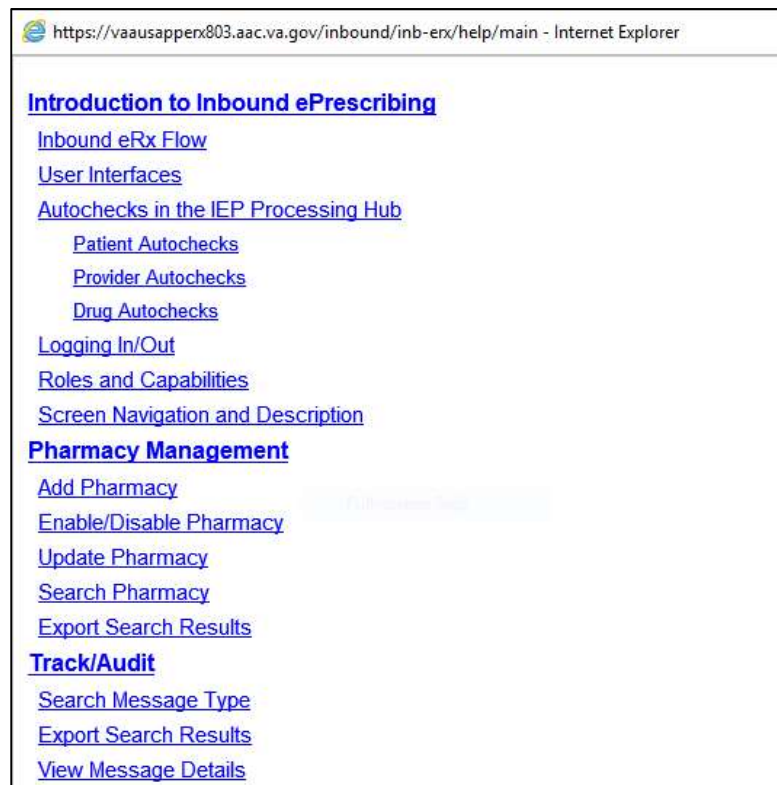 https://vaausapperx803.aac.va.gov/inbound/inb-erx/help/main - Internet Explorer
Introduction to Inbound ePrescribing
Inbound eRx Flow
User Interfaces
Autochecks in the IEP Processing Hub
Patient Autochecks
Provider Autochecks
Drug Autochecks
Logging In/Out
Roles and Capabilities
Screen Navigation and Description
Pharmacy Management
Add Pharmacy
Enable/Disable Pharmacy
Update Pharmacy
Search Pharmacy
Export Search Results
Track/Audit
Search Message Type
Export Search Results
View Message Details